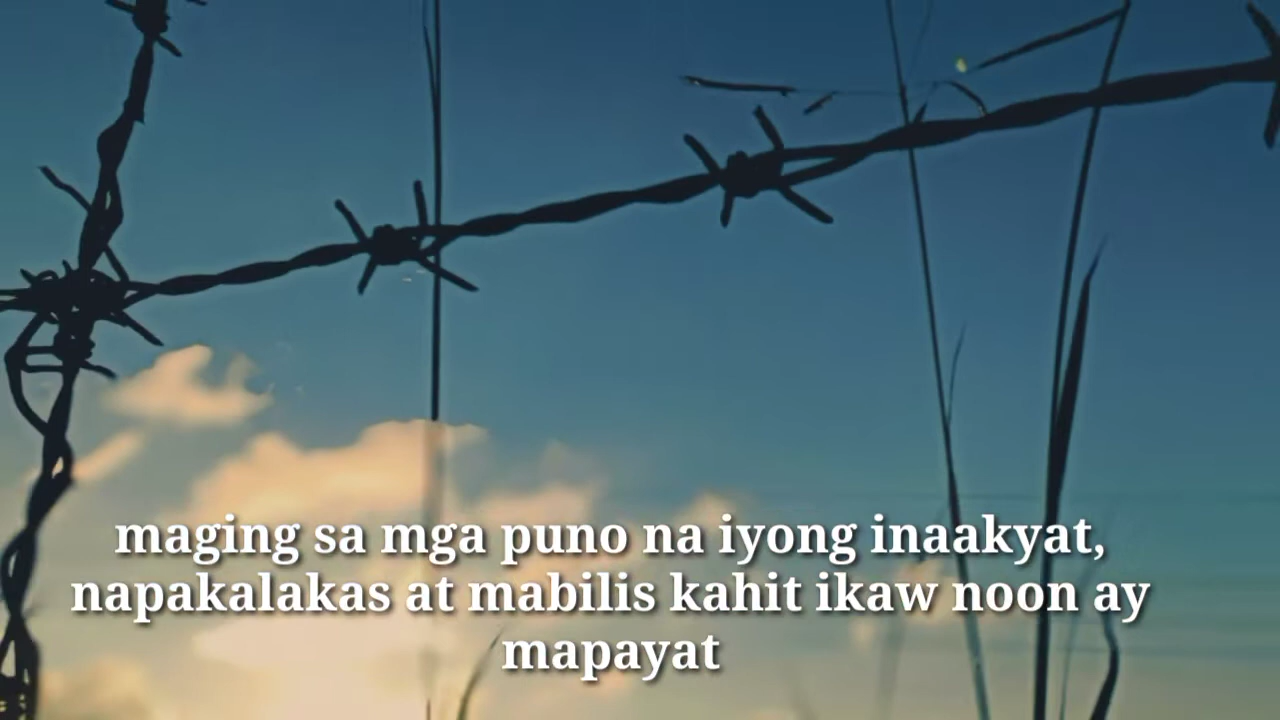 maging sa mga puno na iyong inaakyat,
napakalakas at mabilis kahit ikaw noon ay
mapayat